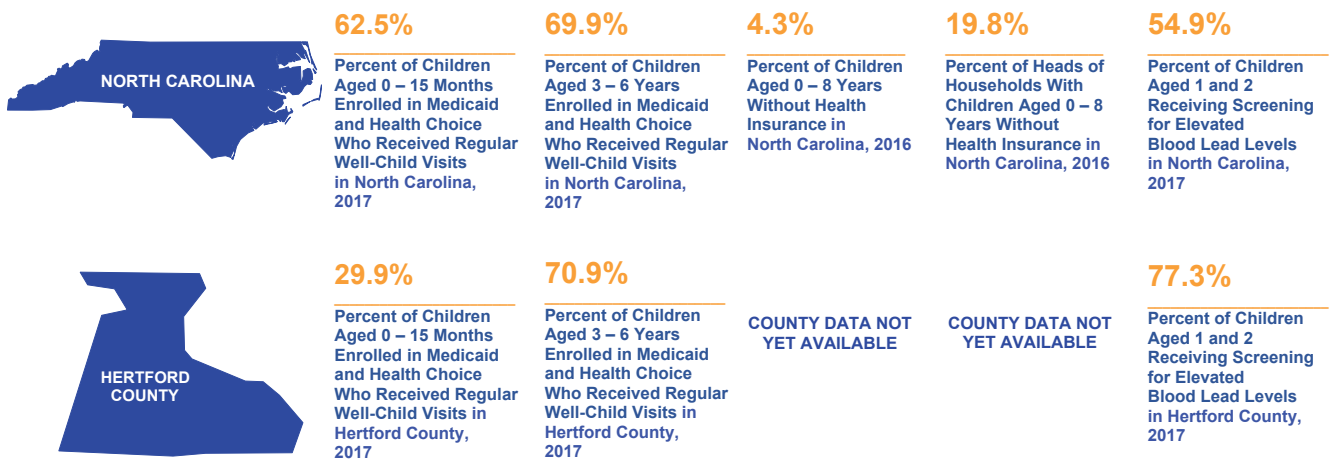 NORTH CAROLINA
62.5%
Percent of Children
Aged 0 – 15 Months
Enrolled in Medicaid
and Health Choice
Who Received Regular
Well-Child Visits
in North Carolina,
2017
69.9%
Percent of Children
Aged 3 – 6 Years
Enrolled in Medicaid
and Health Choice
Who Received Regular
Well-Child Visits
in North Carolina,
2017
4.3%
Percent of Children
Aged 0 – 8 Years
Without Health
Insurance in
North Carolina, 2016
19.8%
Percent of Heads of
Households With
Children Aged 0 – 8
Years Without
Health Insurance in
North Carolina, 2016
54.9%
Percent of Children
Aged 1 and 2
Receiving Screening
for Elevated
Blood Lead Levels
in North Carolina,
2017
HERTFORD
COUNTY
29.9%
Percent of Children
Aged 0 – 15 Months
Enrolled in Medicaid
and Health Choice
Who Received Regular
Well-Child Visits in
Hertford County,
2017
70.9%
Percent of Children
Aged 3 – 6 Years
Enrolled in Medicaid
and Health Choice
Who Received Regular
Well-Child Visits in
Hertford County,
2017
COUNTY DATA NOT
YET AVAILABLE
COUNTY DATA NOT
YET AVAILABLE
77.3%
Percent of Children
Aged 1 and 2
Receiving Screening
for Elevated
Blood Lead Levels
in Hertford County,
2017